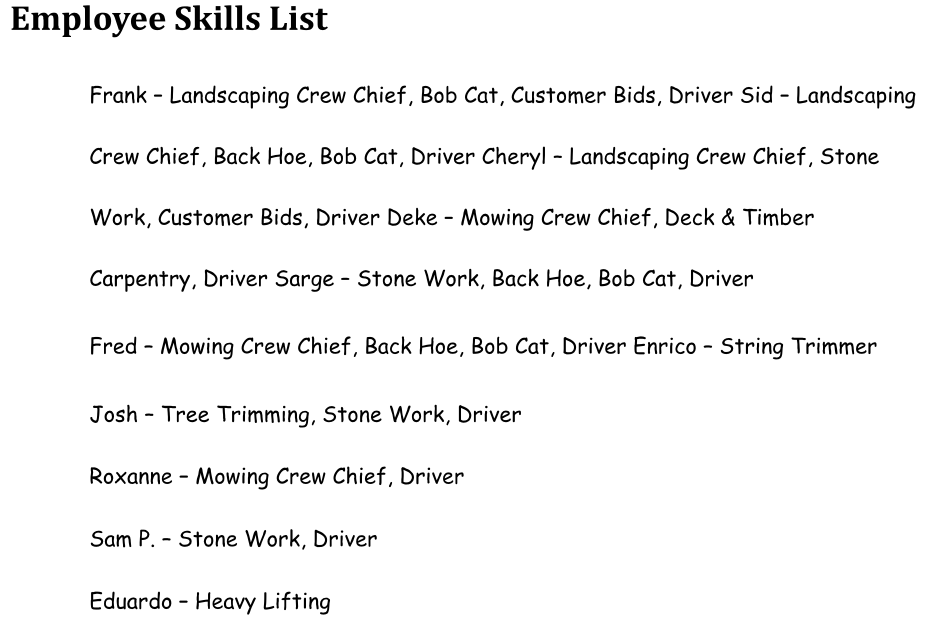 Employee Skills List
Frank – Landscaping Crew Chief, Bob Cat, Customer Bids, Driver Sid – Landscaping
Crew Chief, Back Hoe, Bob Cat, Driver Cheryl – Landscaping Crew Chief, Stone
Work, Customer Bids, Driver Deke – Mowing Crew Chief, Deck & Timber
Carpentry, Driver Sarge – Stone Work, Back Hoe, Bob Cat, Driver
Fred – Mowing Crew Chief, Back Hoe, Bob Cat, Driver Enrico – String Trimmer
Josh – Tree Trimming, Stone Work, Driver
Roxanne – Mowing Crew Chief, Driver
Sam P. – Stone Work, Driver
Eduardo – Heavy Lifting